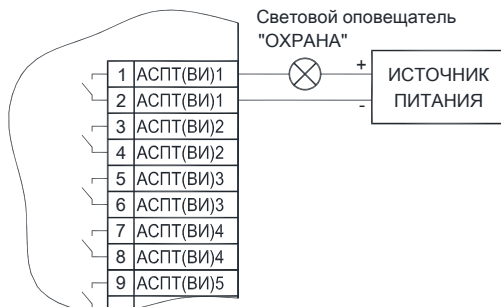 Световой оповещатель
"ОХРАНА"
+
ИСТОЧНИК
ПИТАНИЯ
-
1 АСПТ(ВИ)1
2 АСПТ(ВИ)1
3 АСПТ(ВИ)2
4 АСПТ(ВИ)2
5 АСПТ(ВИ)3
6 АСПТ(ВИ)3
7 АСПТ(ВИ)4
8 АСПТ(ВИ)4
9 АСПТ(ВИ)5